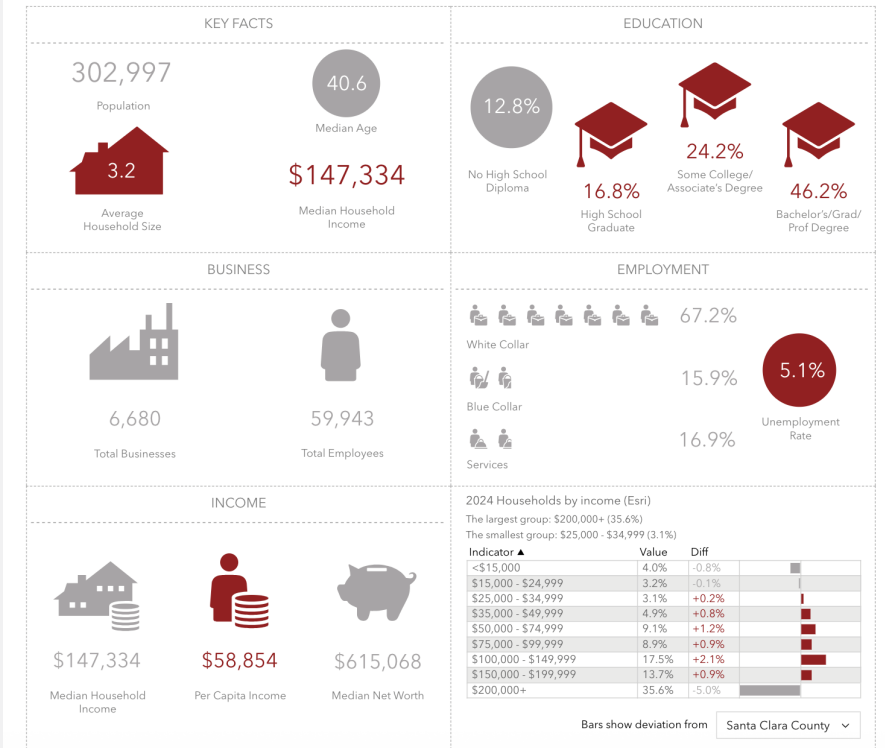 KEY FACTS
302,997
Population
40.6
Median Age
3.2
Average
Household Size
$147,334
Median Household
Income
EDUCATION
12.8%
No High School
Diploma
16.8%
High School
Graduate
24.2%
Some College/
Associate's Degree
46.2%
Bachelor's/Grad/
Prof Degree
BUSINESS
6,680
Total Businesses
59,943
Total Employees
EMPLOYMENT
67.2%
White Collar
15.9%
Blue Collar
16.9%
Services
5.1%
Unemployment
Rate
INCOME
$147,334
Median Household
Income
$58,854
Per Capita Income
$615,068
Median Net Worth
2024 Households by income (Esri)
The largest group: $200,000+ (35.6%)
The smallest group: $25,000 - $34,999 (3.1%)
Indicator ▲ Value Diff
<$15,000 4.0% -0.8%
$15,000 - $24,999 3.2% -0.1%
$25,000 - $34,999 3.1% +0.2%
$35,000 - $49,999 4.9% +0.8%
$50,000 - $74,999 9.1% +1.2%
$75,000 - $99,999 8.9% +0.9%
$100,000 - $149,999 17.5% +2.1%
$150,000 - $199,999 13.7% +0.9%
$200,000+ 35.6% -5.0%
Bars show deviation from Santa Clara County